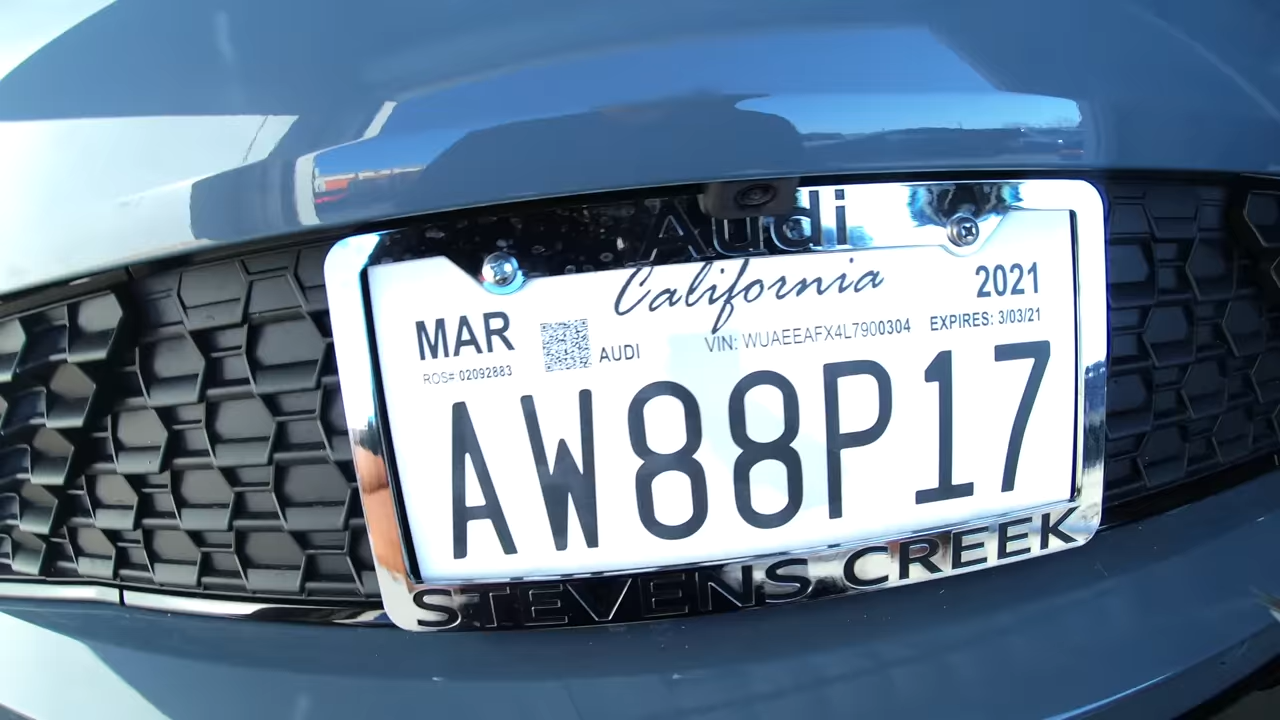 Audi
California
MAR
2021
ROS# 02092883
AUDI
VIN: WUAEEAFX4L7900304
EXPIRES: 3/03/21
AW88P17
STEVENS CREEK